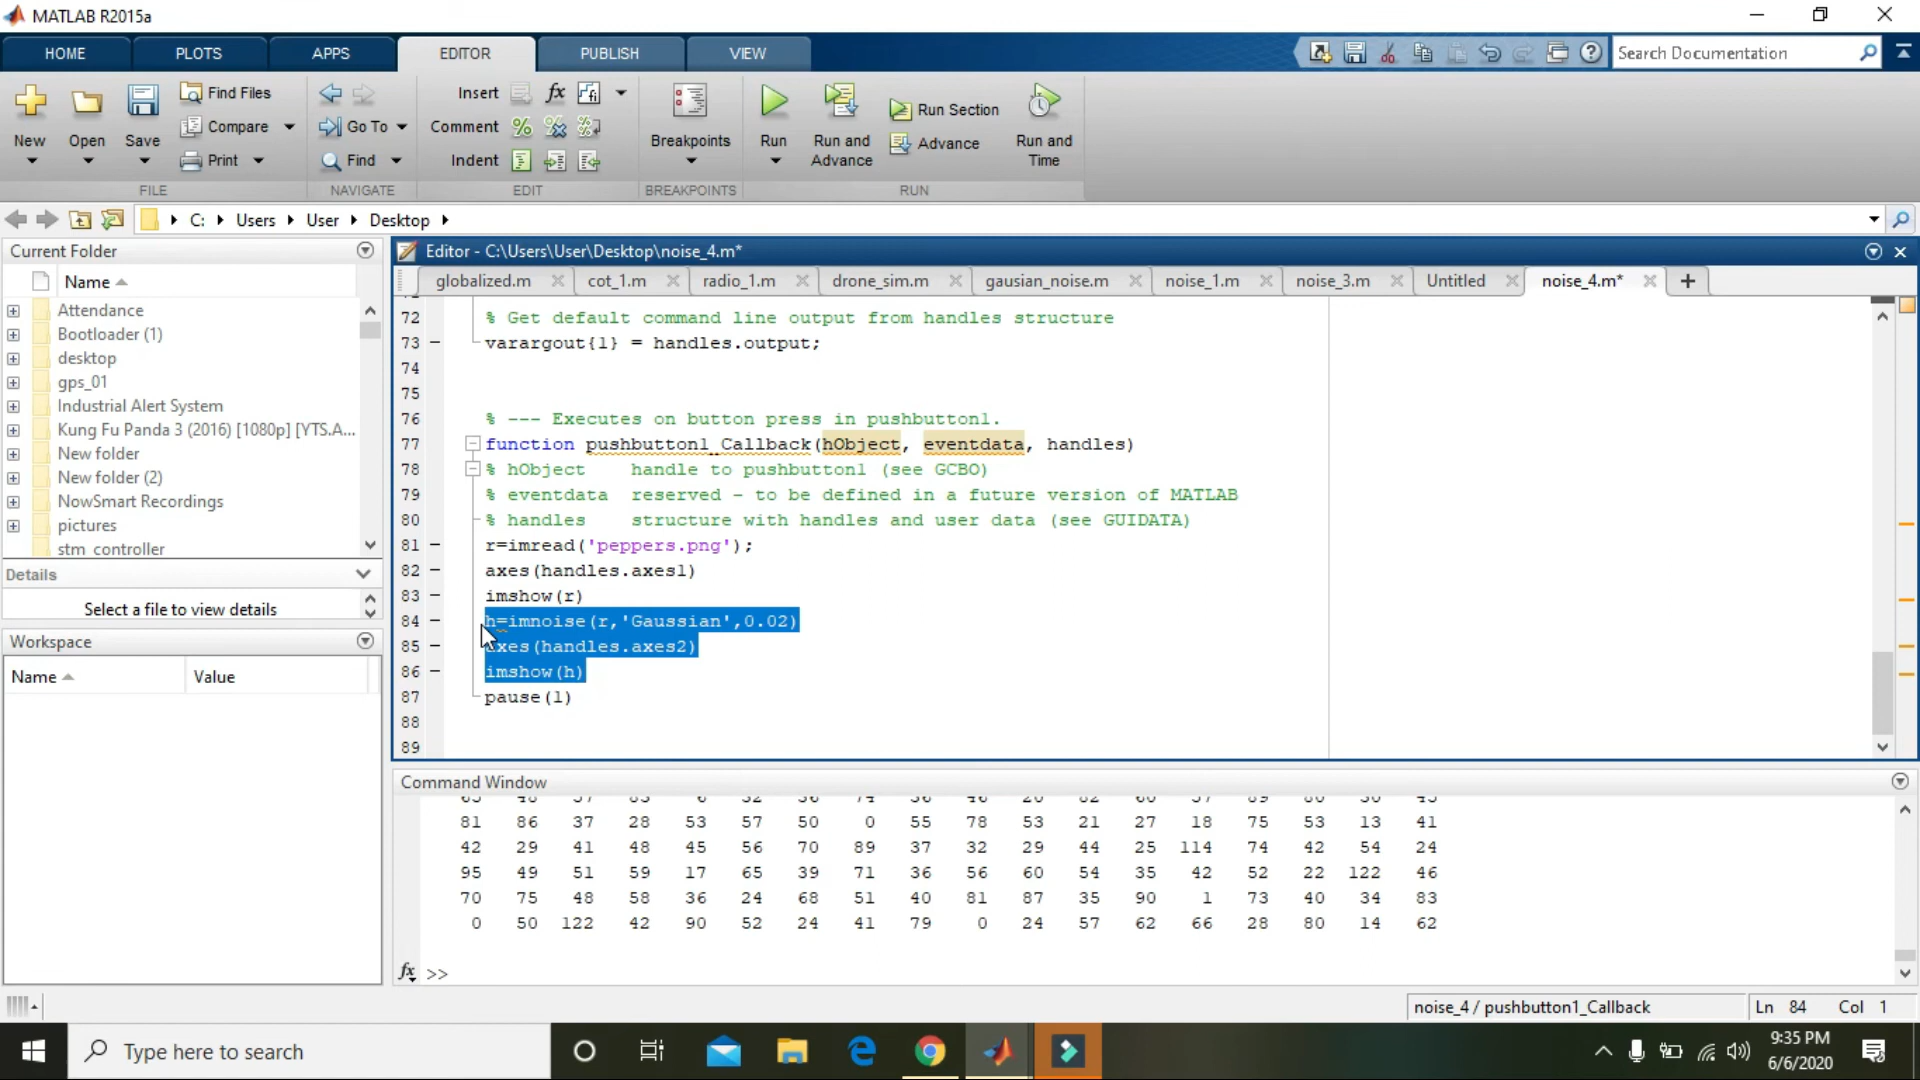 MATLAB R2015a
HOME PLOTS APPS EDITOR PUBLISH VIEW
Search Documentation
New Open Save Find Files Compare Print
FILE
Go To Find
NAVIGATE
Insert fx
Comment
Indent
EDIT
Breakpoints
BREAKPOINTS
Run Run and Advance Run Section Advance Run and Time
RUN
C: Users User Desktop
Current Folder
Name
Attendance
Bootloader (1)
desktop
gps_01
Industrial Alert System
Kung Fu Panda 3 (2016) [1080p] [YTS.A...
New folder
New folder (2)
NowSmart Recordings
pictures
stm_controller
Details
Select a file to view details
Workspace
Name Value
Editor - C:\Users\User\Desktop\noise_4.m*
globalized.m cot_1.m radio_1.m drone_sim.m gausian_noise.m noise_1.m noise_3.m Untitled noise_4.m*
72 % Get default command line output from handles structure
73 varargout{1} = handles.output;
74
75
76 % --- Executes on button press in pushbutton1.
77 function pushbutton1_Callback(hObject, eventdata, handles)
78 % hObject handle to pushbutton1 (see GCBO)
79 % eventdata reserved - to be defined in a future version of MATLAB
80 % handles structure with handles and user data (see GUIDATA)
81 r=imread('peppers.png');
82 axes(handles.axes1)
83 imshow(r)
84 h=imnoise(r,'Gaussian',0.02)
85 axes(handles.axes2)
86 imshow(h)
87 pause(1)
88
89
Command Window
81 86 37 28 53 57 50 0 55 78 53 21 27 18 75 53 13 41
42 29 41 48 45 56 70 89 37 32 29 44 25 114 74 42 54 24
95 49 51 59 17 65 39 71 36 56 60 54 35 42 52 22 122 46
70 75 48 58 36 24 68 51 40 81 87 35 90 1 73 40 34 83
0 50 122 42 90 52 24 41 79 0 24 57 62 66 28 80 14 62
fx >>
noise_4 / pushbutton1_Callback Ln 84 Col 1
Type here to search
9:35 PM
6/6/2020